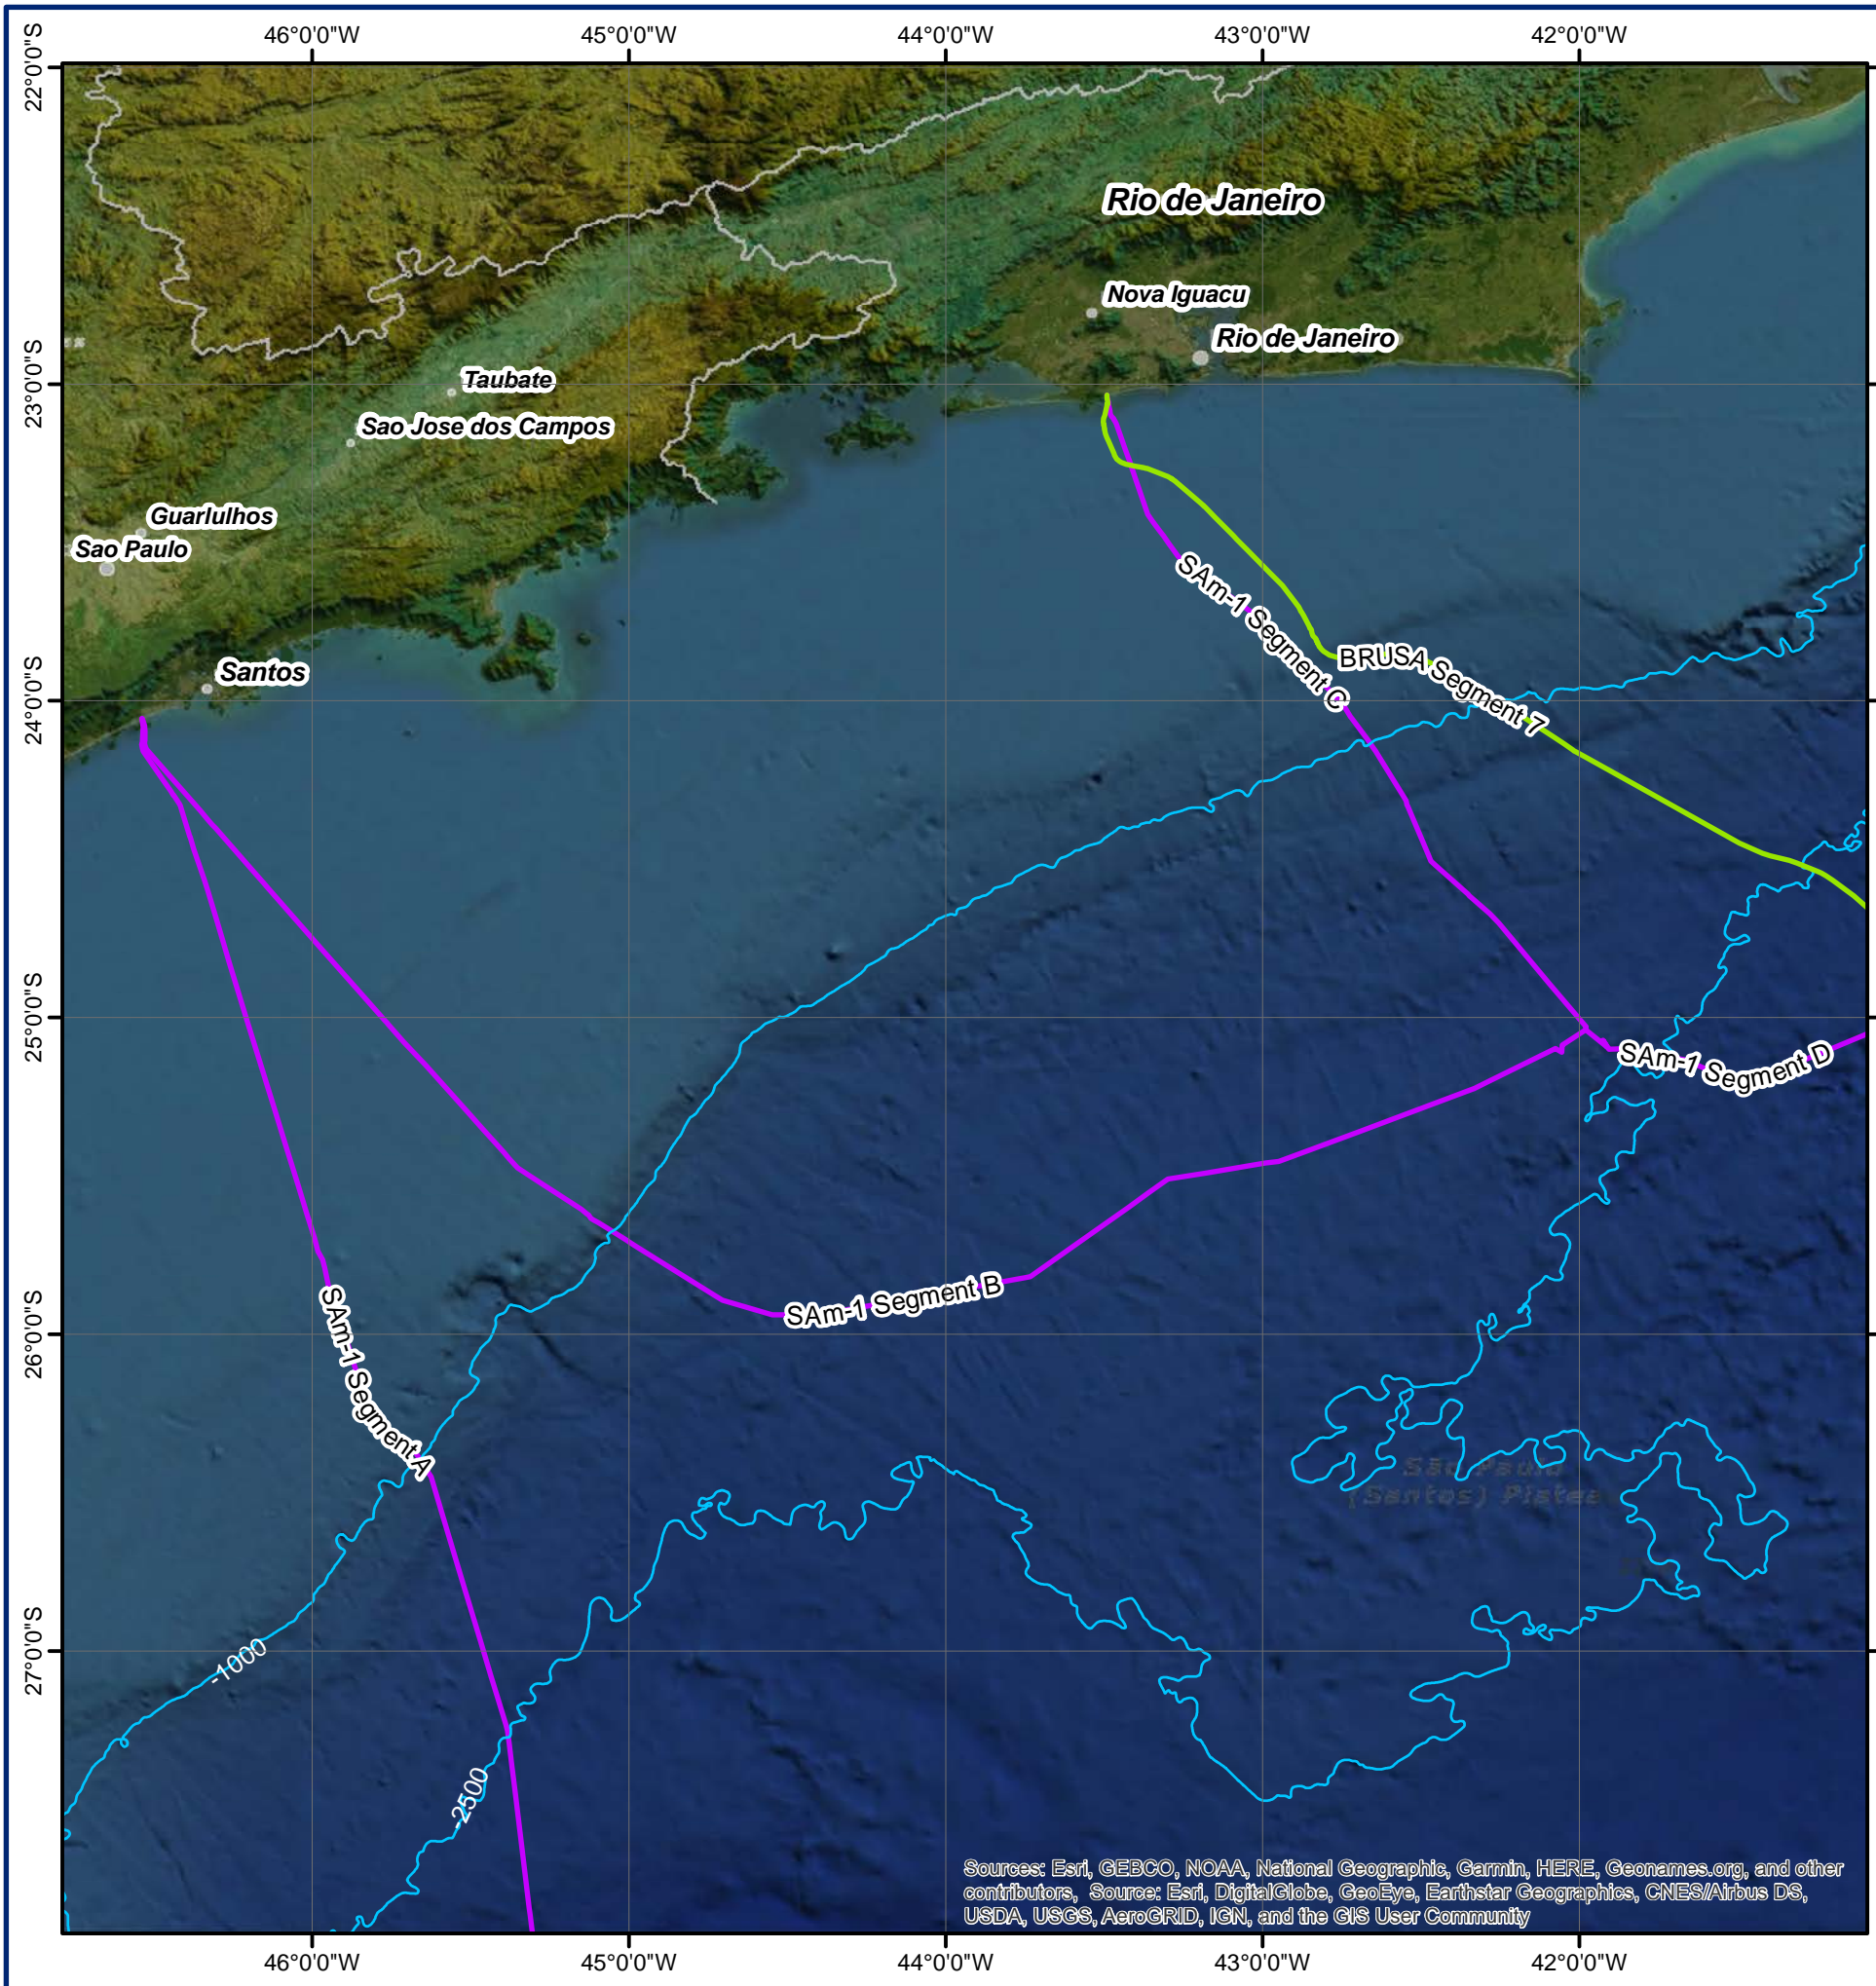 46°0'0"W 45°0'0"W 44°0'0"W 43°0'0"W 42°0'0"W
22°0'0"S
Rio de Janeiro
Nova Iguacu
Rio de Janeiro
23°0'0"S
Taubate
Sao Jose dos Campos
Guarlulhos
Sao Paulo
SAm-1 Segment C
BRUSA Segment 7
Santos
24°0'0"S
25°0'0"S
SAm-1 Segment D
SAm-1 Segment B
26°0'0"S
SAm-1 Segment A
São Paulo
(Santos) Plateau
27°0'0"S
-1000
-2500
Sources: Esri, GEBCO, NOAA, National Geographic, Garmin, HERE, Geonames.org, and other
contributors, Source: Esri, DigitalGlobe, GeoEye, Earthstar Geographics, CNES/Airbus DS,
USDA, USGS, AeroGRID, IGN, and the GIS User Community
46°0'0"W 45°0'0"W 44°0'0"W 43°0'0"W 42°0'0"W